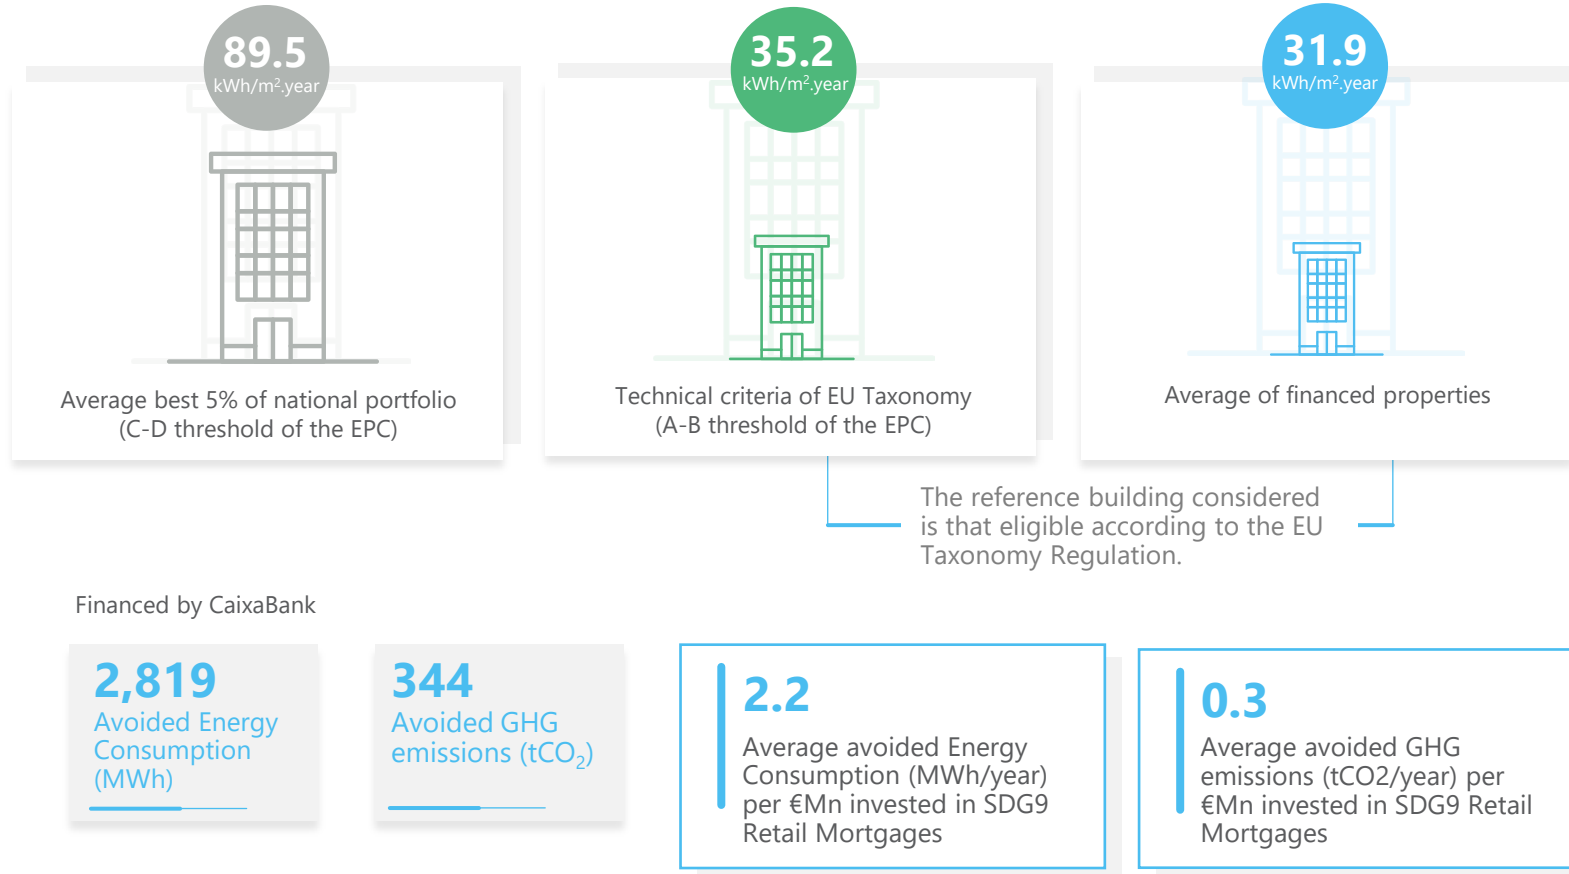 89.5
kWh/m².year
Average best 5% of national portfolio
(C-D threshold of the EPC)
35.2
kWh/m².year
Technical criteria of EU Taxonomy
(A-B threshold of the EPC)
31.9
kWh/m².year
Average of financed properties
The reference building considered
is that eligible according to the EU
Taxonomy Regulation.
Financed by CaixaBank
2,819
Avoided Energy
Consumption
(MWh)
344
Avoided GHG
emissions (tCO₂)
2.2
Average avoided Energy
Consumption (MWh/year)
per €Mn invested in SDG9
Retail Mortgages
0.3
Average avoided GHG
emissions (tCO2/year) per
€Mn invested in SDG9 Retail
Mortgages